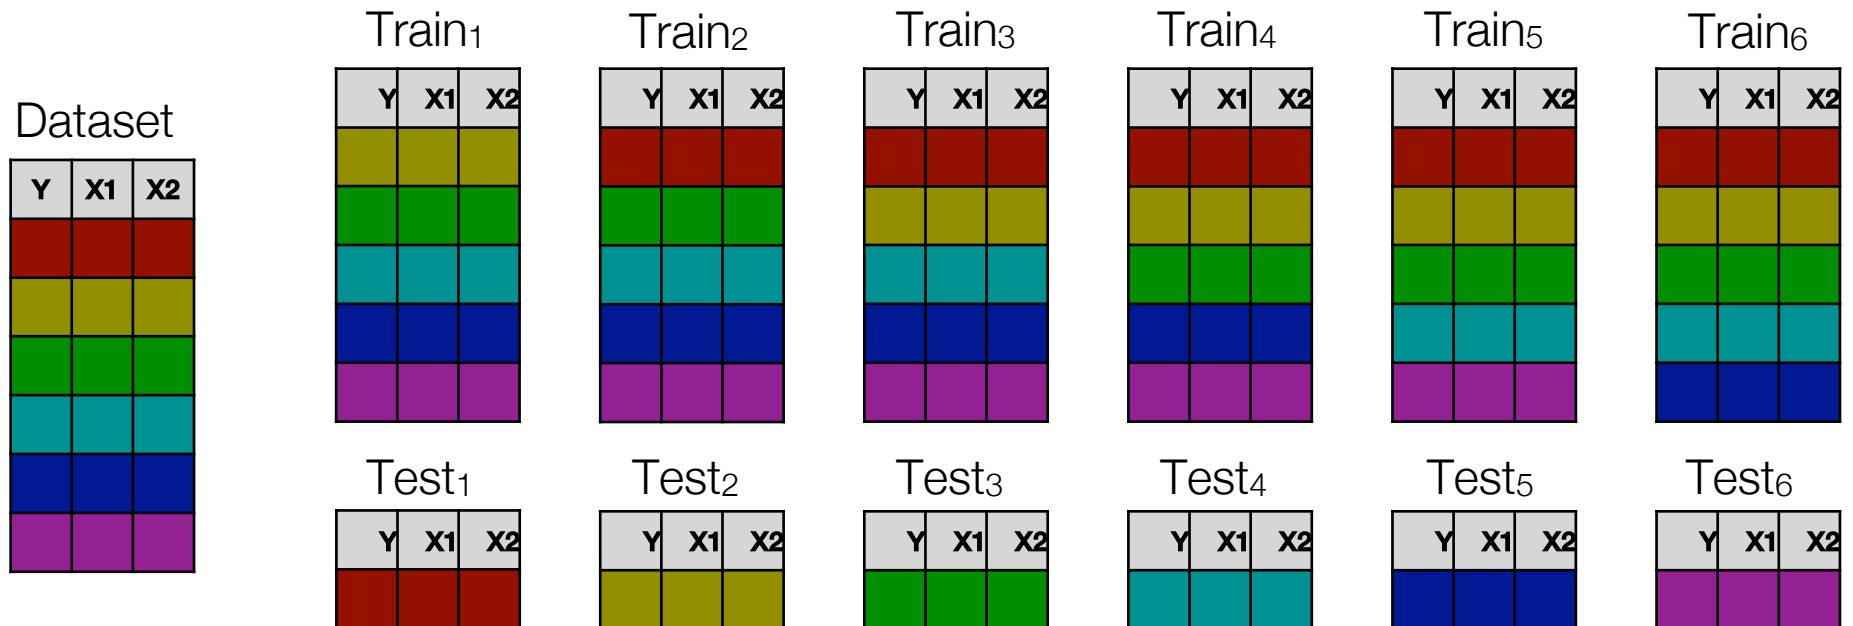 Train1 Train2 Train3 Train4 Train5 Train6
Y X1 X2 Y X1 X2 Y X1 X2 Y X1 X2 Y X1 X2 Y X1 X2
Dataset
Y X1 X2
Test1 Test2 Test3 Test4 Test5 Test6
Y X1 X2 Y X1 X2 Y X1 X2 Y X1 X2 Y X1 X2 Y X1 X2